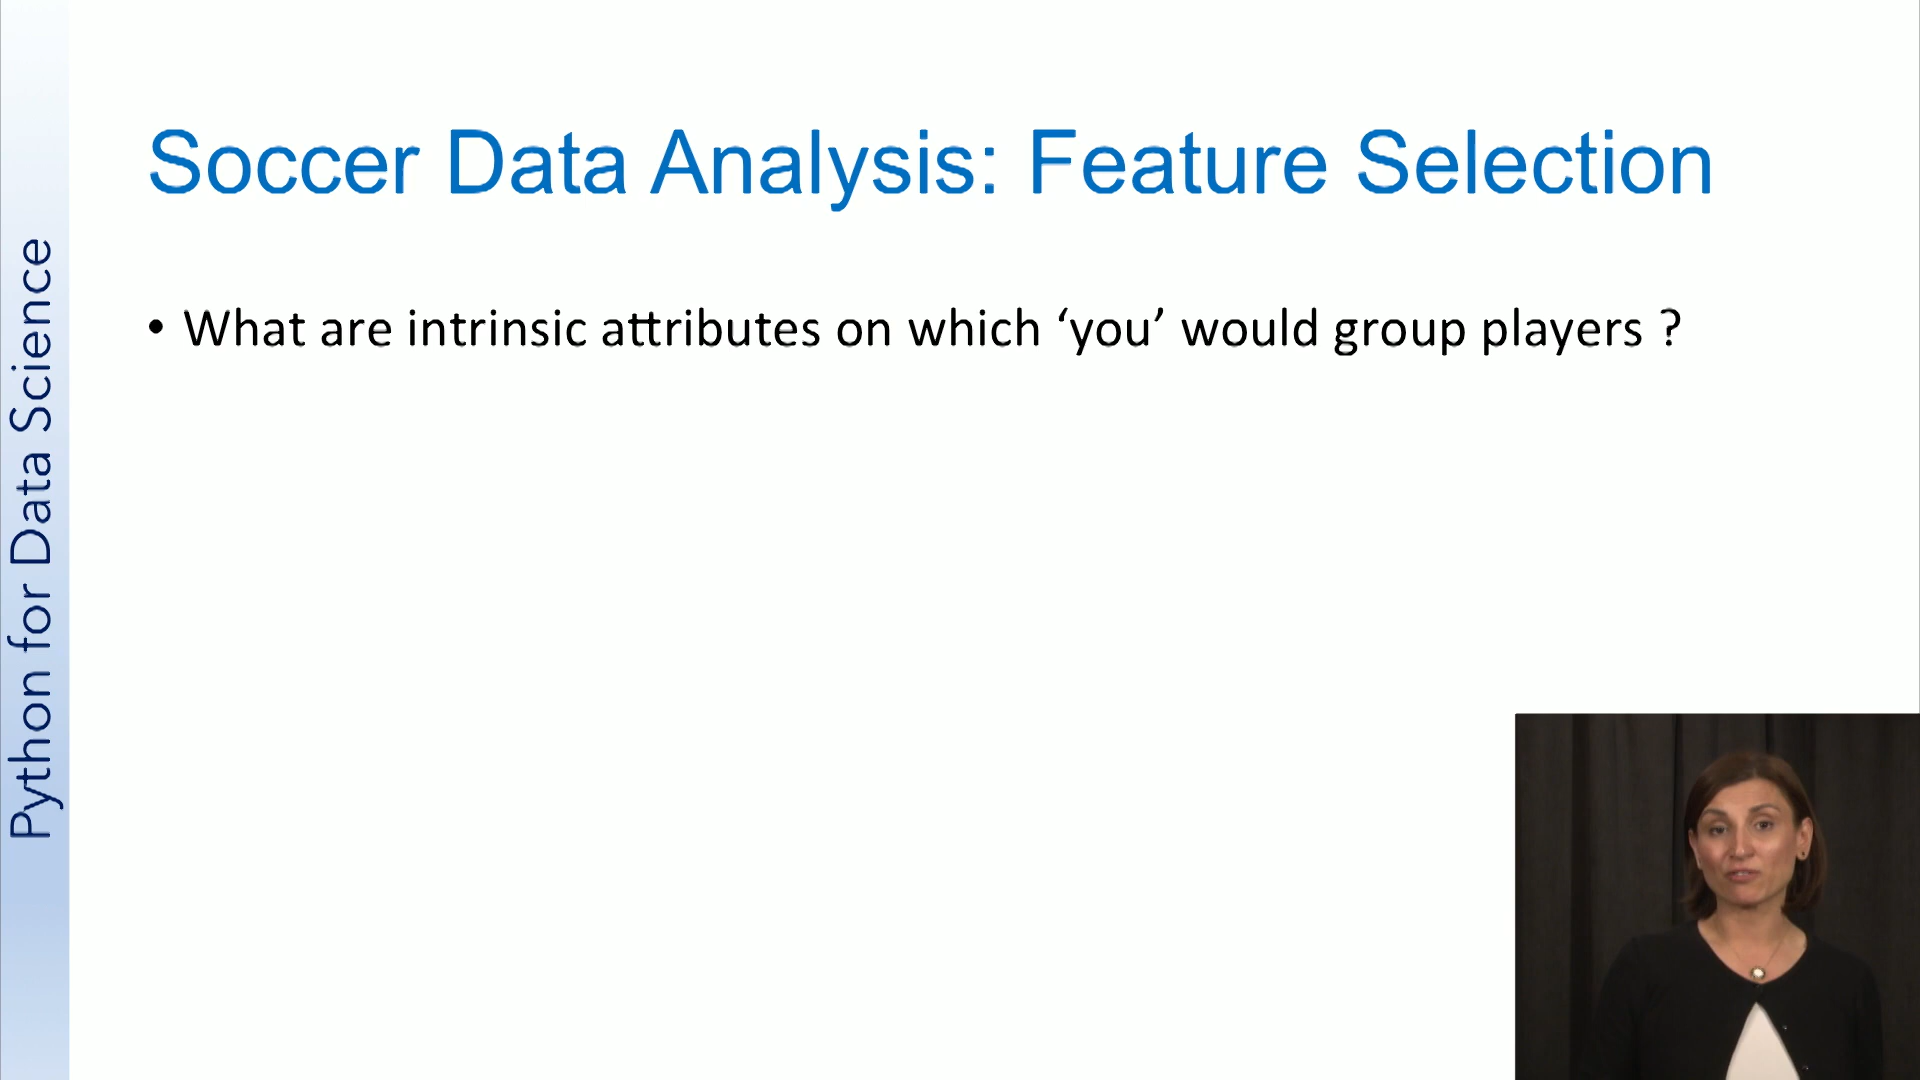 Soccer Data Analysis: Feature Selection
• What are intrinsic attributes on which ‘you’ would group players ?
Python for Data Science